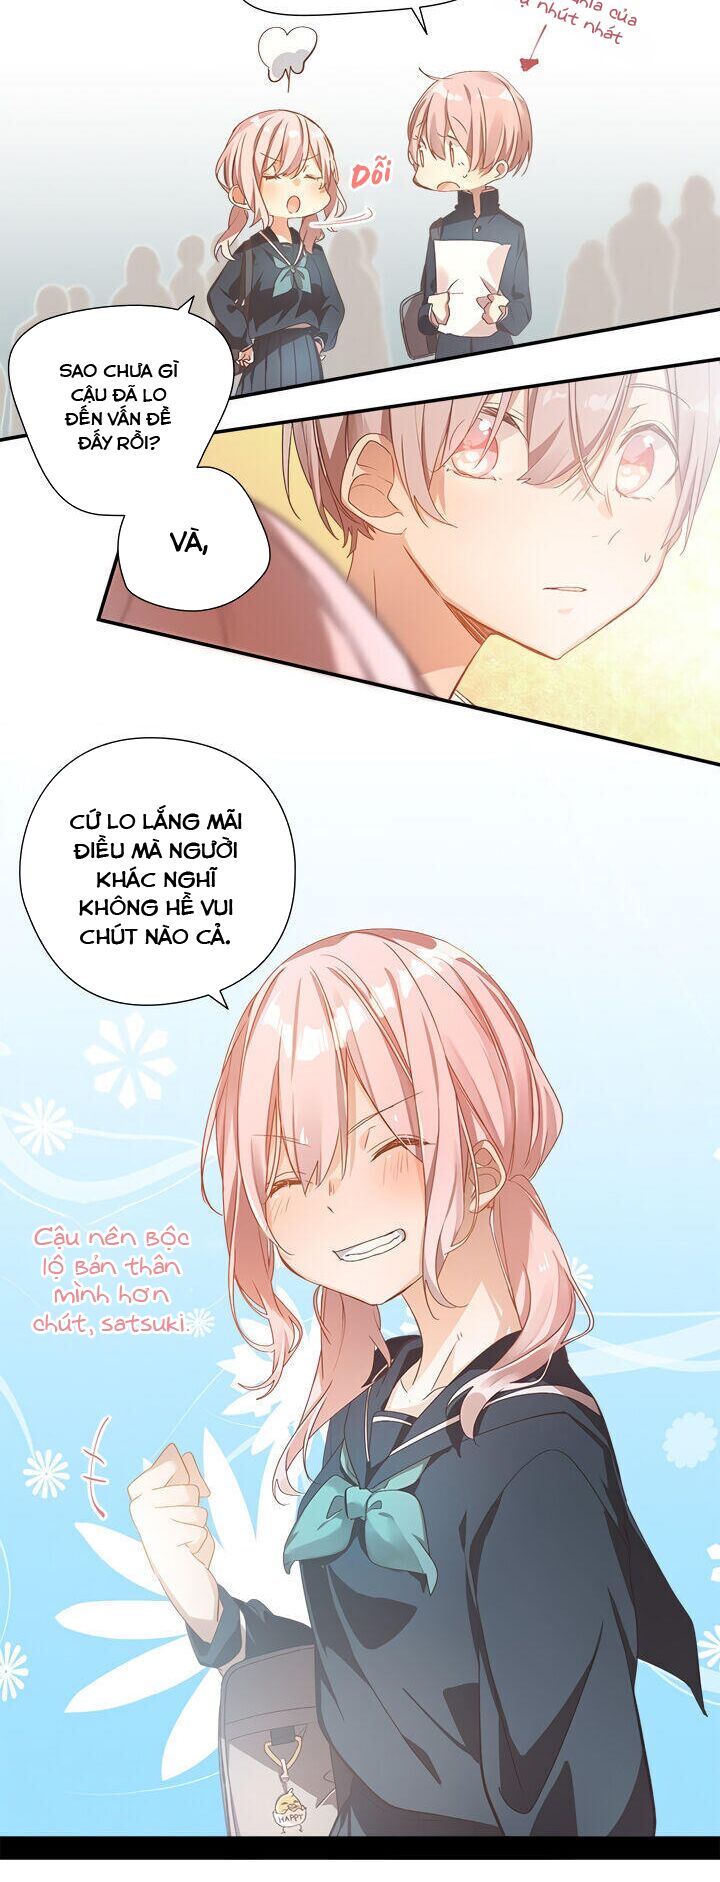 của
nhút nhát
Dỗi
SAO CHƯA GÌ
CẬU ĐÃ LO
ĐẾN VẤN ĐỀ
ĐẤY RỒI?
VÀ,
CỨ LO LẮNG MÃI
ĐIỀU MÀ NGƯỜI
KHÁC NGHĨ
KHÔNG HỀ VUI
CHÚT NÀO CẢ.
Cậu nên Bộc
lộ Bản thân
mình hơn
chút, satsuki.
HAPPY